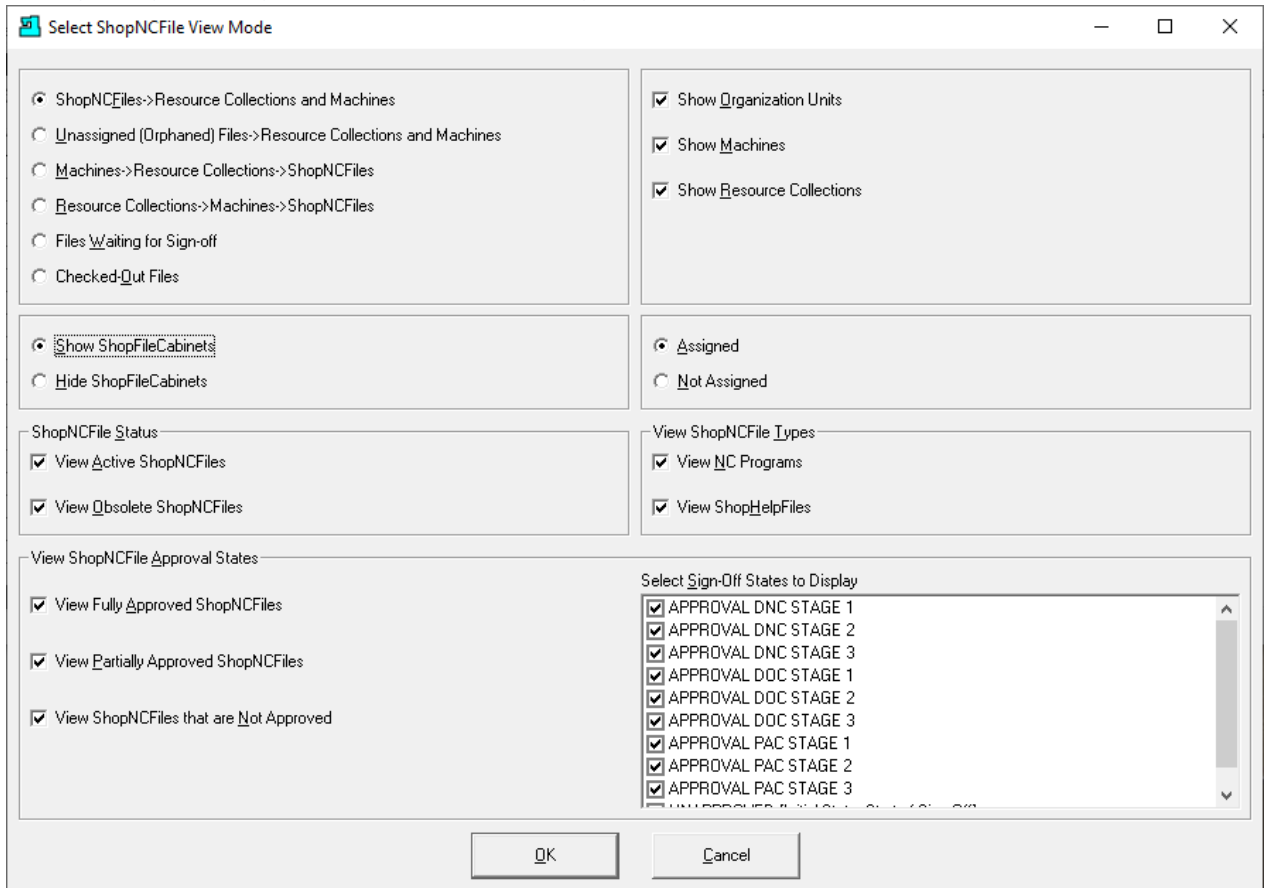 Select ShopNCFile View Mode
ShopNCFiles->Resource Collections and Machines
Unassigned (Orphaned) Files->Resource Collections and Machines
Machines->Resource Collections->ShopNCFiles
Resource Collections->Machines->ShopNCFiles
Files Waiting for Sign-off
Checked-Out Files
Show Organization Units
Show Machines
Show Resource Collections
Show ShopFileCabinets
Hide ShopFileCabinets
Assigned
Not Assigned
ShopNCFile Status
View Active ShopNCFiles
View Obsolete ShopNCFiles
View ShopNCFile Types
View NC Programs
View ShopHelpFiles
View ShopNCFile Approval States
View Fully Approved ShopNCFiles
View Partially Approved ShopNCFiles
View ShopNCFiles that are Not Approved
Select Sign-Off States to Display
APPROVAL DNC STAGE 1
APPROVAL DNC STAGE 2
APPROVAL DNC STAGE 3
APPROVAL DOC STAGE 1
APPROVAL DOC STAGE 2
APPROVAL DOC STAGE 3
APPROVAL PAC STAGE 1
APPROVAL PAC STAGE 2
APPROVAL PAC STAGE 3
OK
Cancel